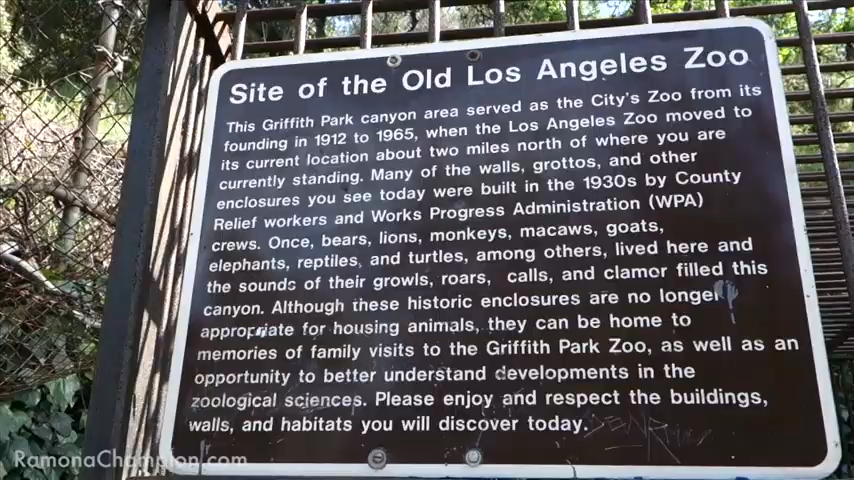 Site of the Old Los Angeles Zoo
This Griffith Park canyon area served as the City's Zoo from its
founding in 1912 to 1965, when the Los Angeles Zoo moved to
its current location about two miles north of where you are
currently standing. Many of the walls, grottos, and other
enclosures you see today were built in the 1930s by County
Relief workers and Works Progress Administration (WPA)
crews. Once, bears, lions, monkeys, macaws, goats,
elephants, reptiles, and turtles, among others, lived here and
the sounds of their growls, roars, calls, and clamor filled this
canyon. Although these historic enclosures are no longer
appropriate for housing animals, they can be home to
memories of family visits to the Griffith Park Zoo, as well as an
opportunity to better understand developments in the
zoological sciences. Please enjoy and respect the buildings,
walls, and habitats you will discover today.
RamonaChampion.com